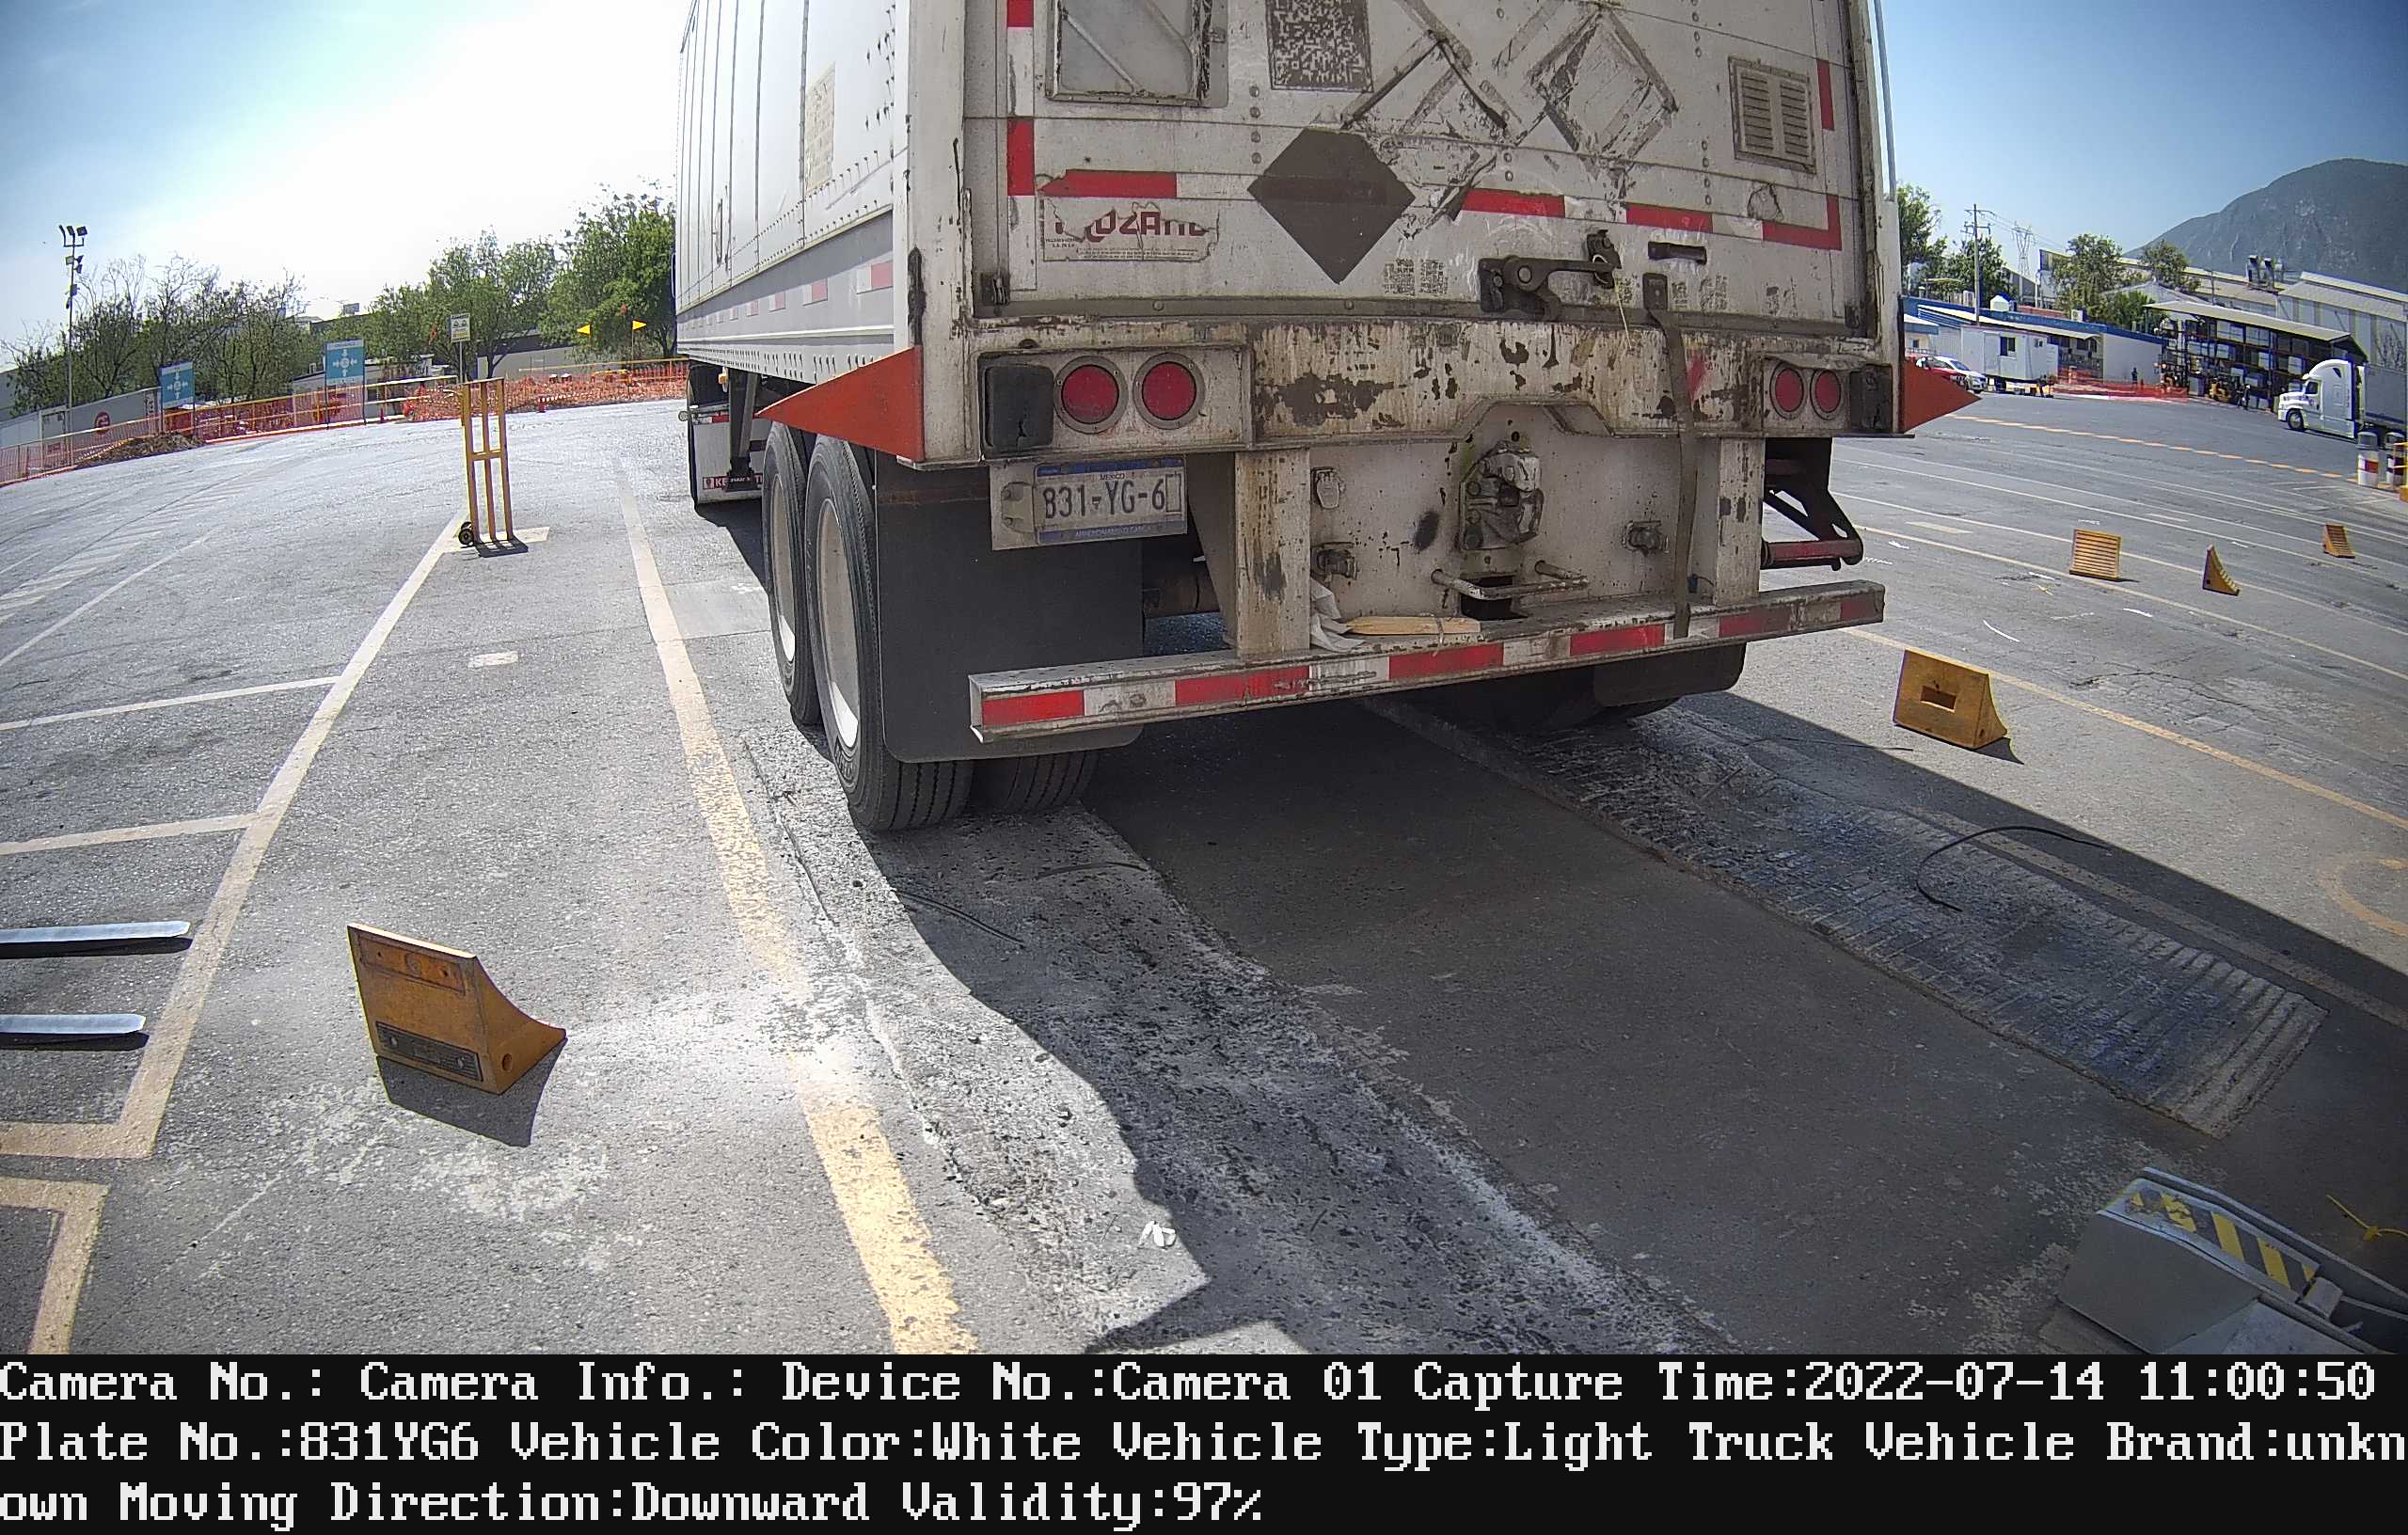 MEXICO
831-YG-6
Camera No.: Camera Info.: Device No.:Camera 01 Capture Time:2022-07-14 11:00:50
Plate No.:831YG6 Vehicle Color:White Vehicle Type:Light Truck Vehicle Brand:unkn
own Moving Direction:Downward Validity:97%